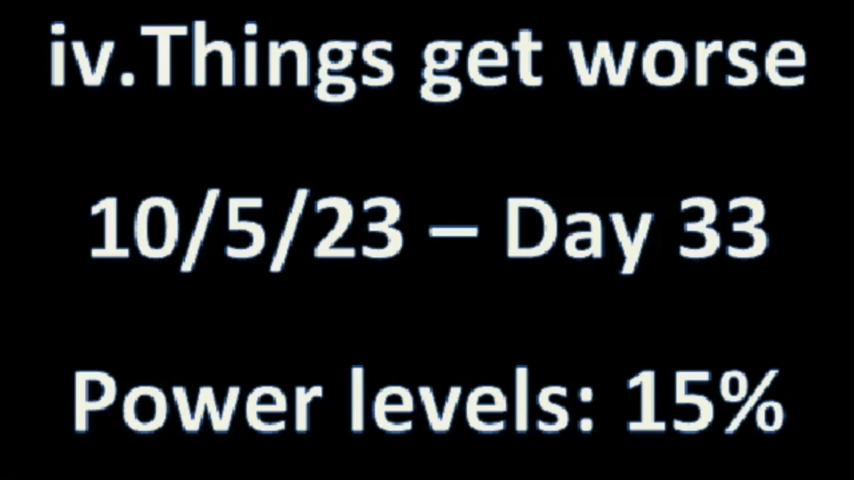 iv.Things get worse
10/5/23 – Day 33
Power levels: 15%